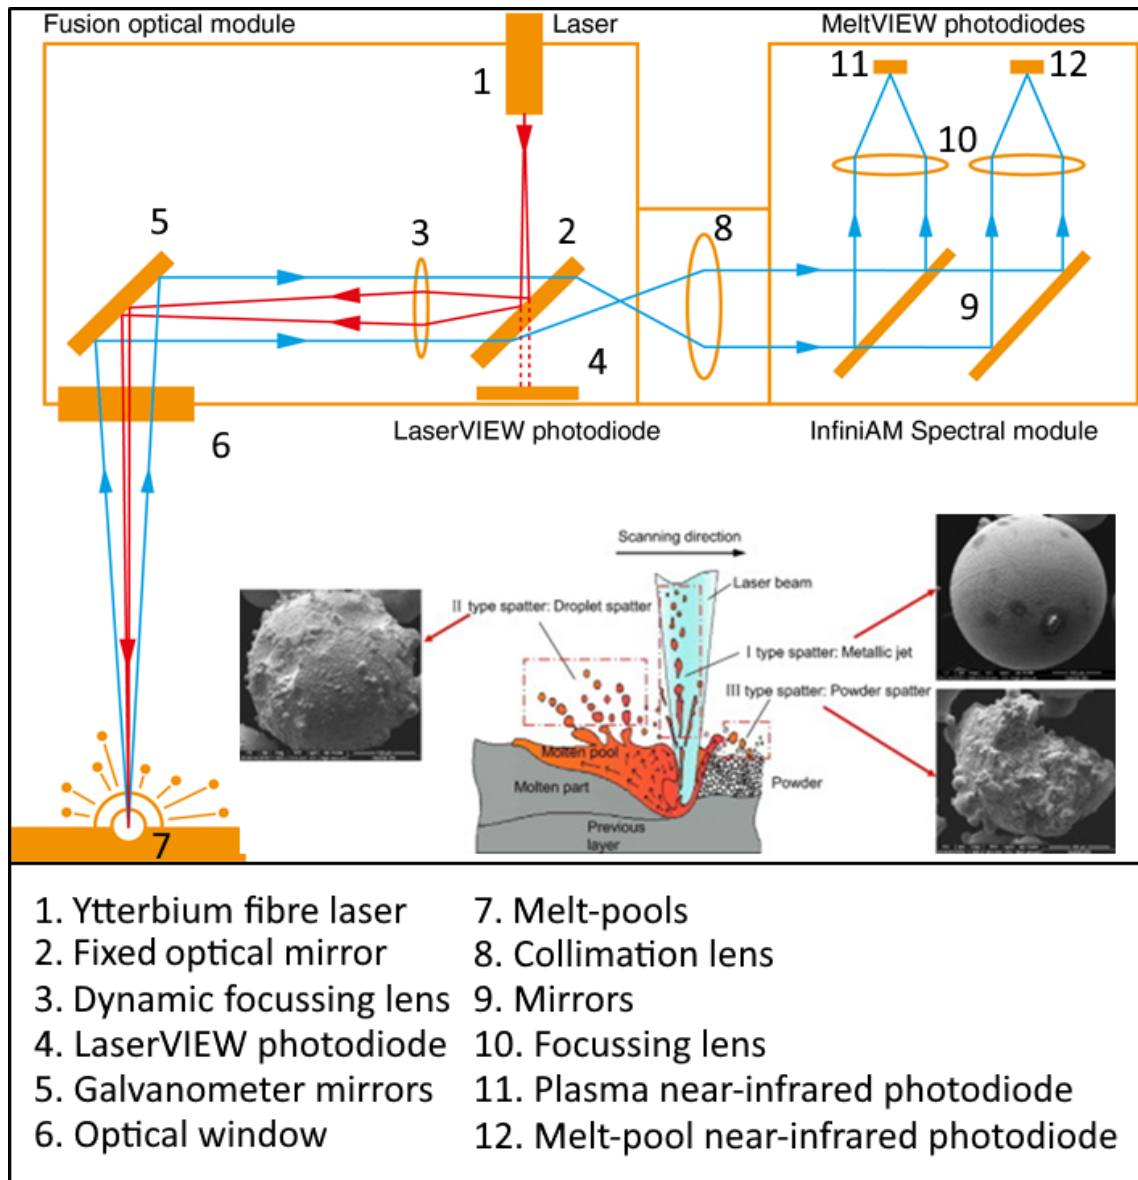 Fusion optical module
Laser
MeltVIEW photodiodes
1
11
12
10
5
3
2
8
9
4
6
LaserVIEW photodiode
InfiniAM Spectral module
Scanning direction
Laser beam
II type spatter: Droplet spatter
I type spatter: Metallic jet
III type spatter: Powder spatter
Molten pool
Molten part
Powder
Previous
layer
7
1. Ytterbium fibre laser
2. Fixed optical mirror
3. Dynamic focussing lens
4. LaserVIEW photodiode
5. Galvanometer mirrors
6. Optical window
7. Melt-pools
8. Collimation lens
9. Mirrors
10. Focussing lens
11. Plasma near-infrared photodiode
12. Melt-pool near-infrared photodiode